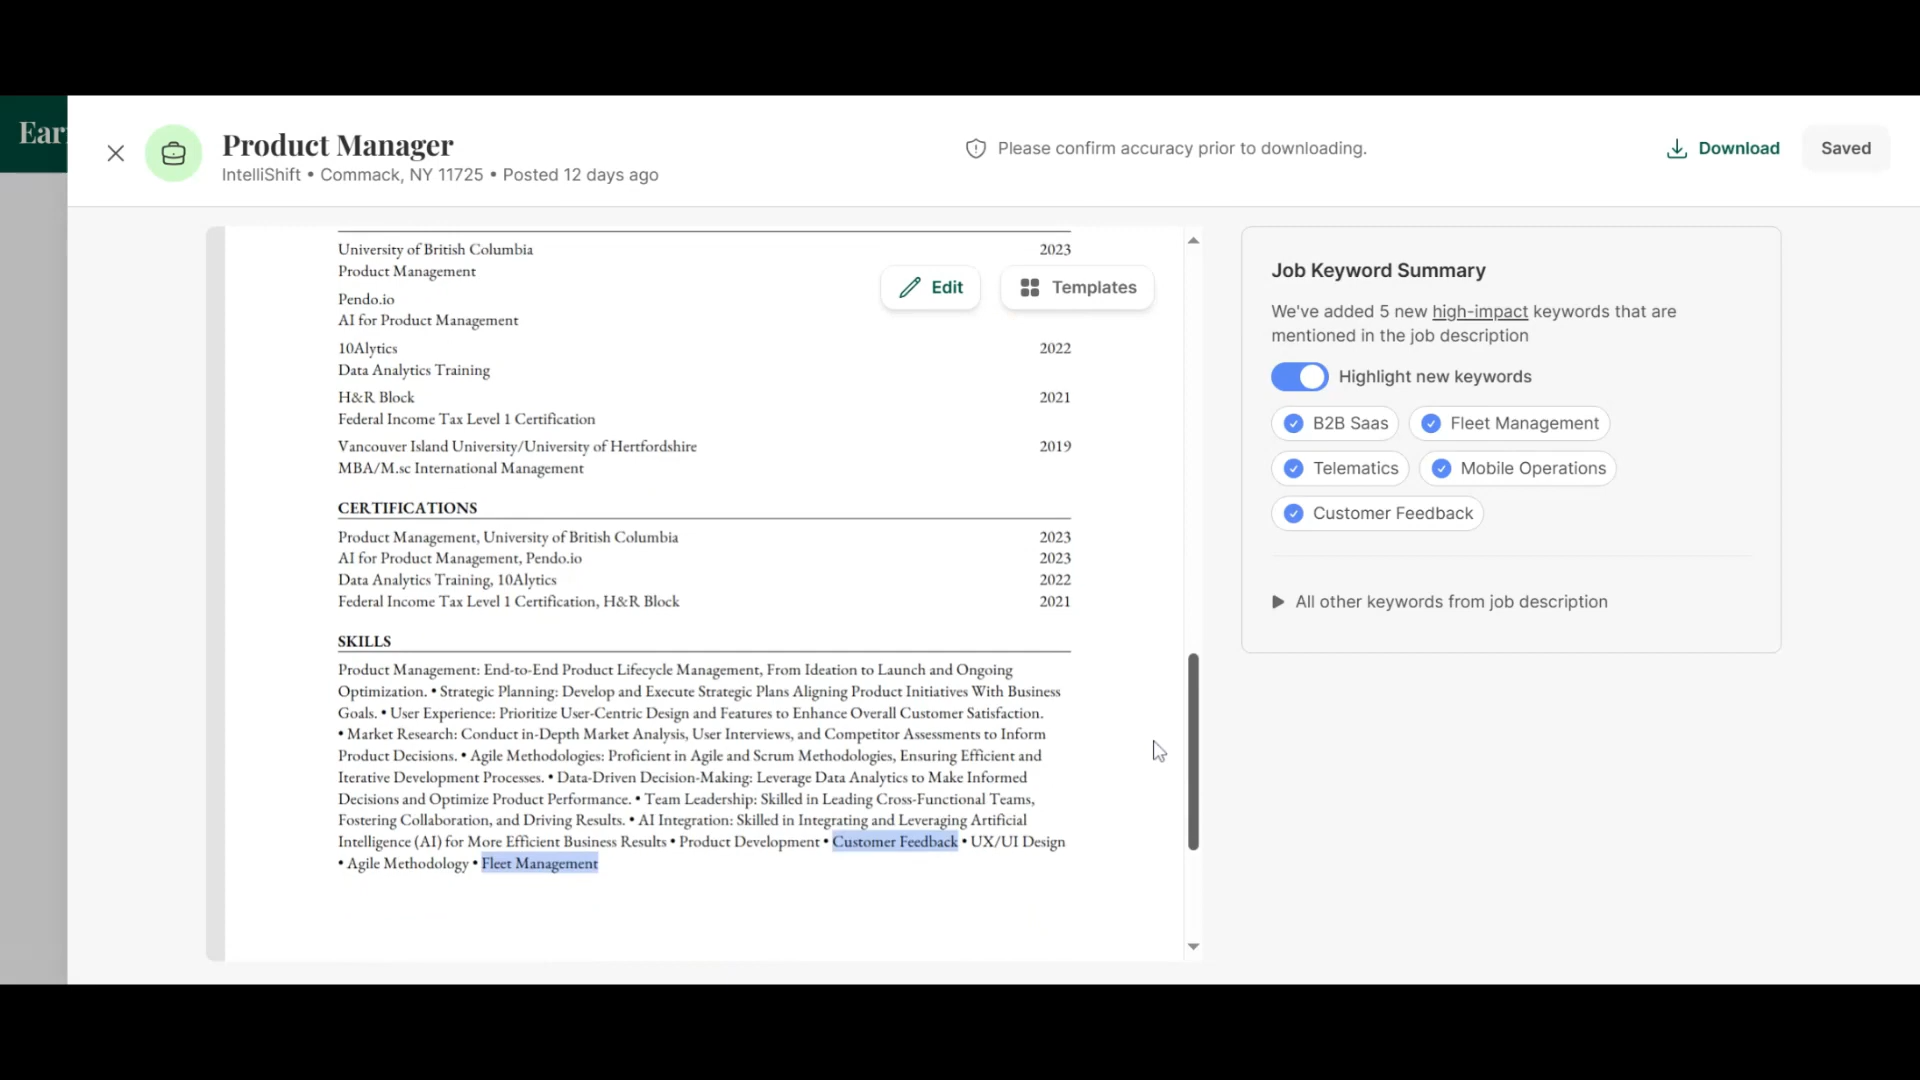 Ear
Product Manager
IntelliShift • Commack, NY 11725 • Posted 12 days ago
Please confirm accuracy prior to downloading.
Download
Saved
University of British Columbia 2023
Product Management
Edit
Templates
Pendo.io
AI for Product Management
10Alytics 2022
Data Analytics Training
H&R Block 2021
Federal Income Tax Level 1 Certification
Vancouver Island University/University of Hertfordshire 2019
MBA/M.sc International Management
CERTIFICATIONS
Product Management, University of British Columbia 2023
AI for Product Management, Pendo.io 2023
Data Analytics Training, 10Alytics 2022
Federal Income Tax Level 1 Certification, H&R Block 2021
SKILLS
Product Management: End-to-End Product Lifecycle Management, From Ideation to Launch and Ongoing
Optimization. • Strategic Planning: Develop and Execute Strategic Plans Aligning Product Initiatives With Business
Goals. • User Experience: Prioritize User-Centric Design and Features to Enhance Overall Customer Satisfaction.
• Market Research: Conduct in-Depth Market Analysis, User Interviews, and Competitor Assessments to Inform
Product Decisions. • Agile Methodologies: Proficient in Agile and Scrum Methodologies, Ensuring Efficient and
Iterative Development Processes. • Data-Driven Decision-Making: Leverage Data Analytics to Make Informed
Decisions and Optimize Product Performance. • Team Leadership: Skilled in Leading Cross-Functional Teams,
Fostering Collaboration, and Driving Results. • AI Integration: Skilled in Integrating and Leveraging Artificial
Intelligence (AI) for More Efficient Business Results • Product Development • Customer Feedback • UX/UI Design
• Agile Methodology • Fleet Management
Job Keyword Summary
We've added 5 new high-impact keywords that are
mentioned in the job description
Highlight new keywords
B2B Saas
Fleet Management
Telematics
Mobile Operations
Customer Feedback
All other keywords from job description